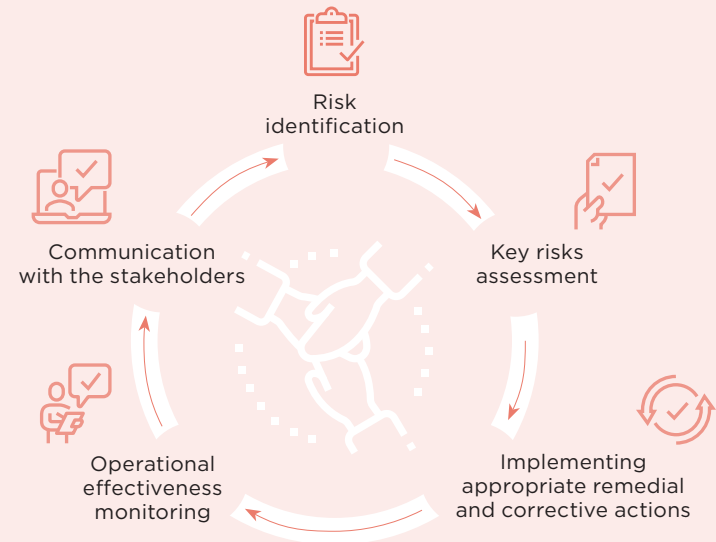 Risk
identification
Key risks
assessment
Implementing
appropriate remedial
and corrective actions
Operational
effectiveness
monitoring
Communication
with the stakeholders